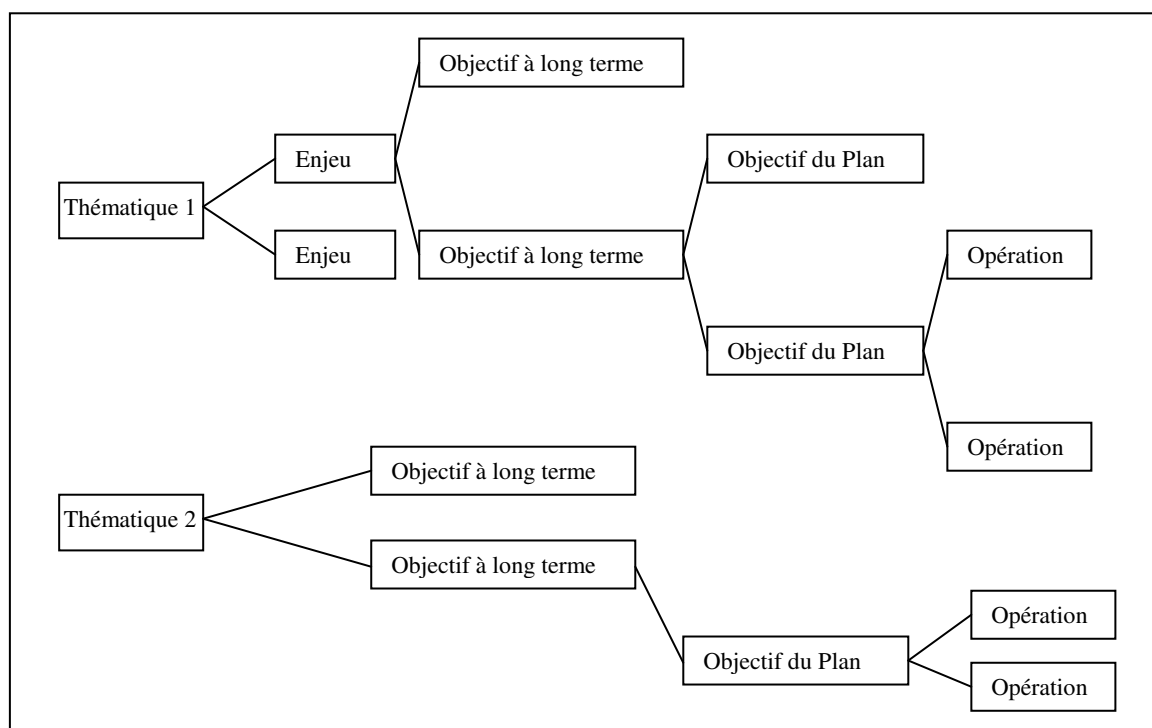 Objectif à long terme
Enjeu
Objectif du Plan
Thématique 1
Enjeu
Objectif à long terme
Opération
Objectif du Plan
Opération
Objectif à long terme
Thématique 2
Objectif à long terme
Opération
Objectif du Plan
Opération